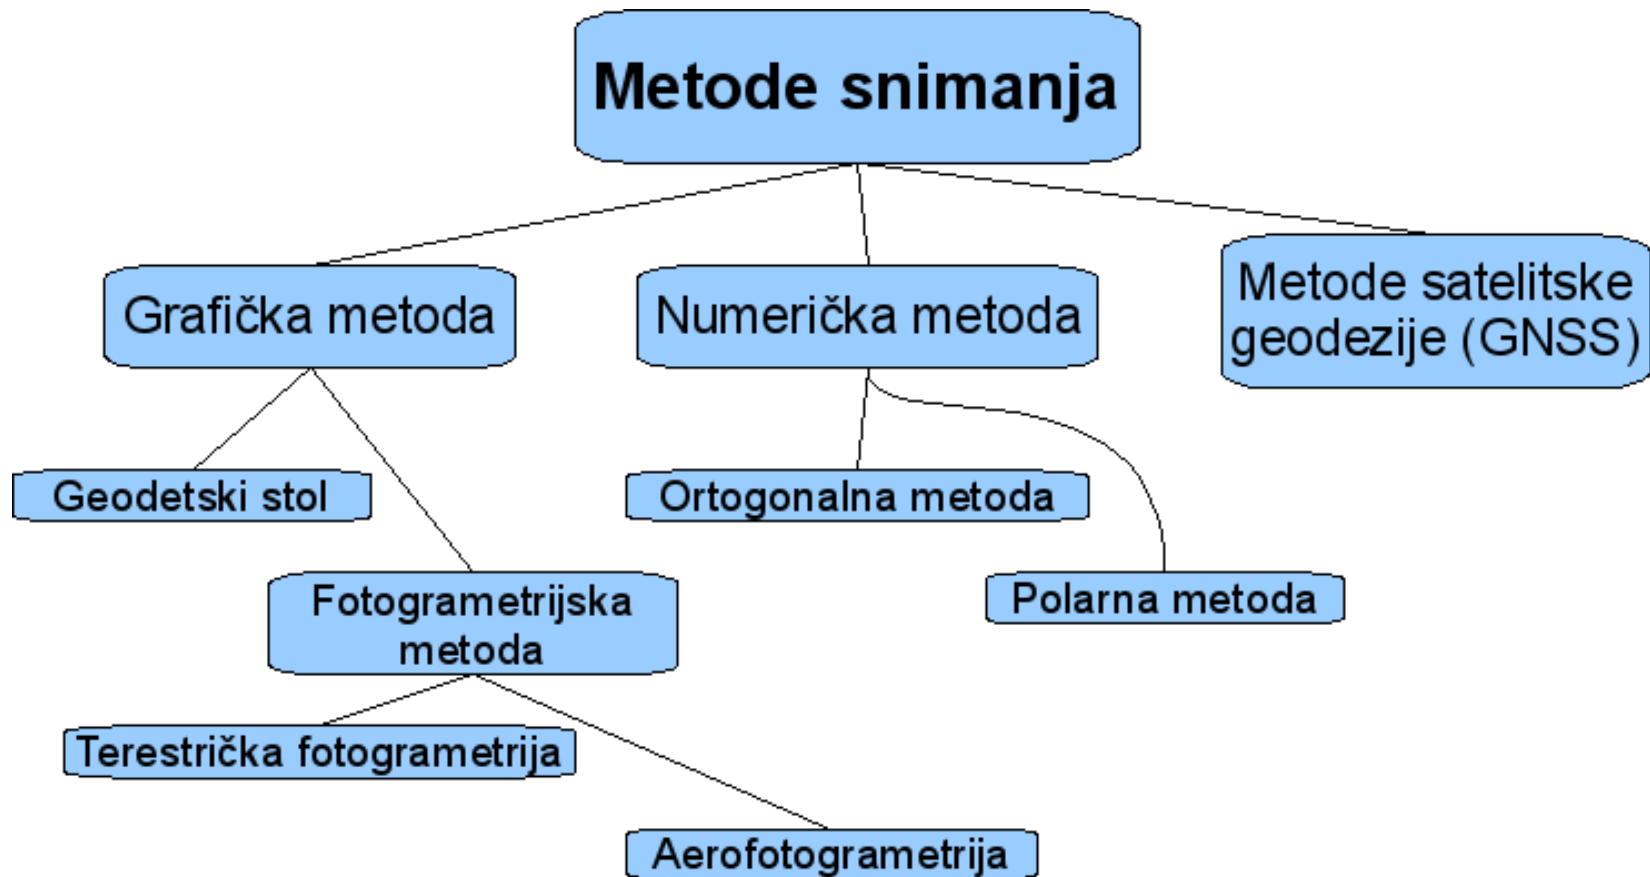 Metode snimanja
Grafička metoda
Numerička metoda
Metode satelitske
geodezije (GNSS)
Geodetski stol
Ortogonalna metoda
Fotogrametrijska
metoda
Polarna metoda
Terestrička fotogrametrija
Aerofotogrametrija